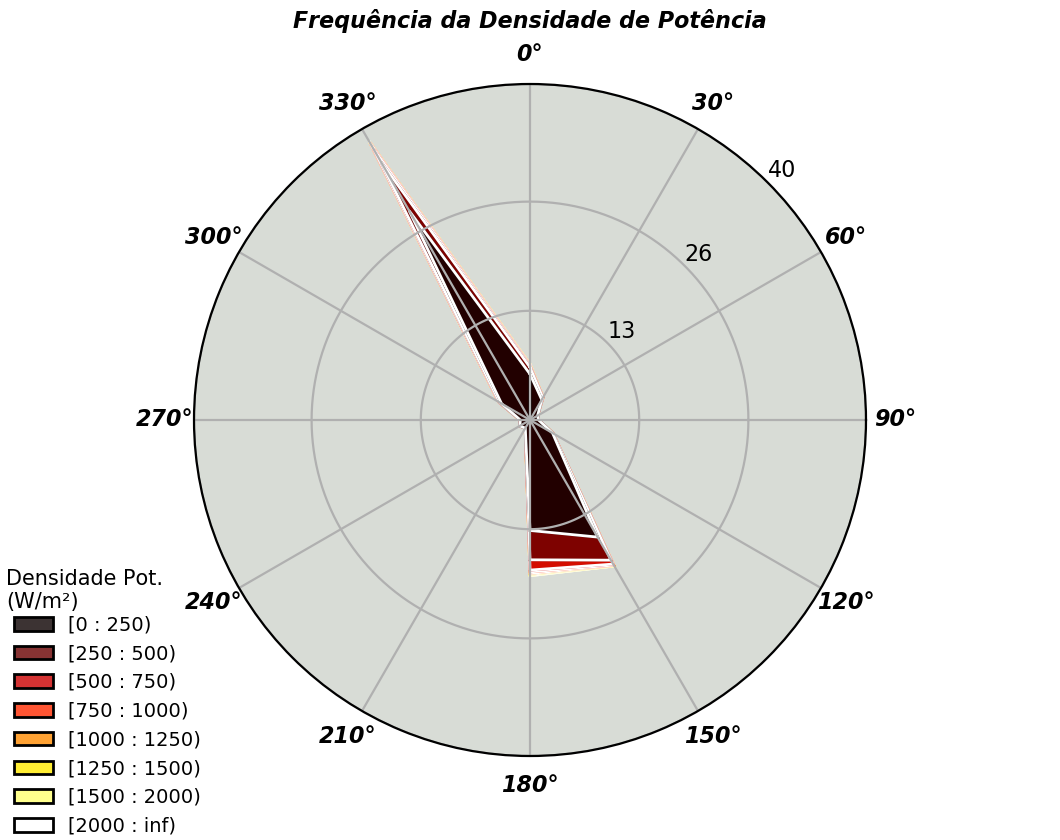 Frequência da Densidade de Potência
0°
330°
30°
40
300°
60°
26
13
270°
90°
240°
120°
210°
150°
180°
Densidade Pot.
(W/m²)
[0 : 250)
[250 : 500)
[500 : 750)
[750 : 1000)
[1000 : 1250)
[1250 : 1500)
[1500 : 2000)
[2000 : inf)